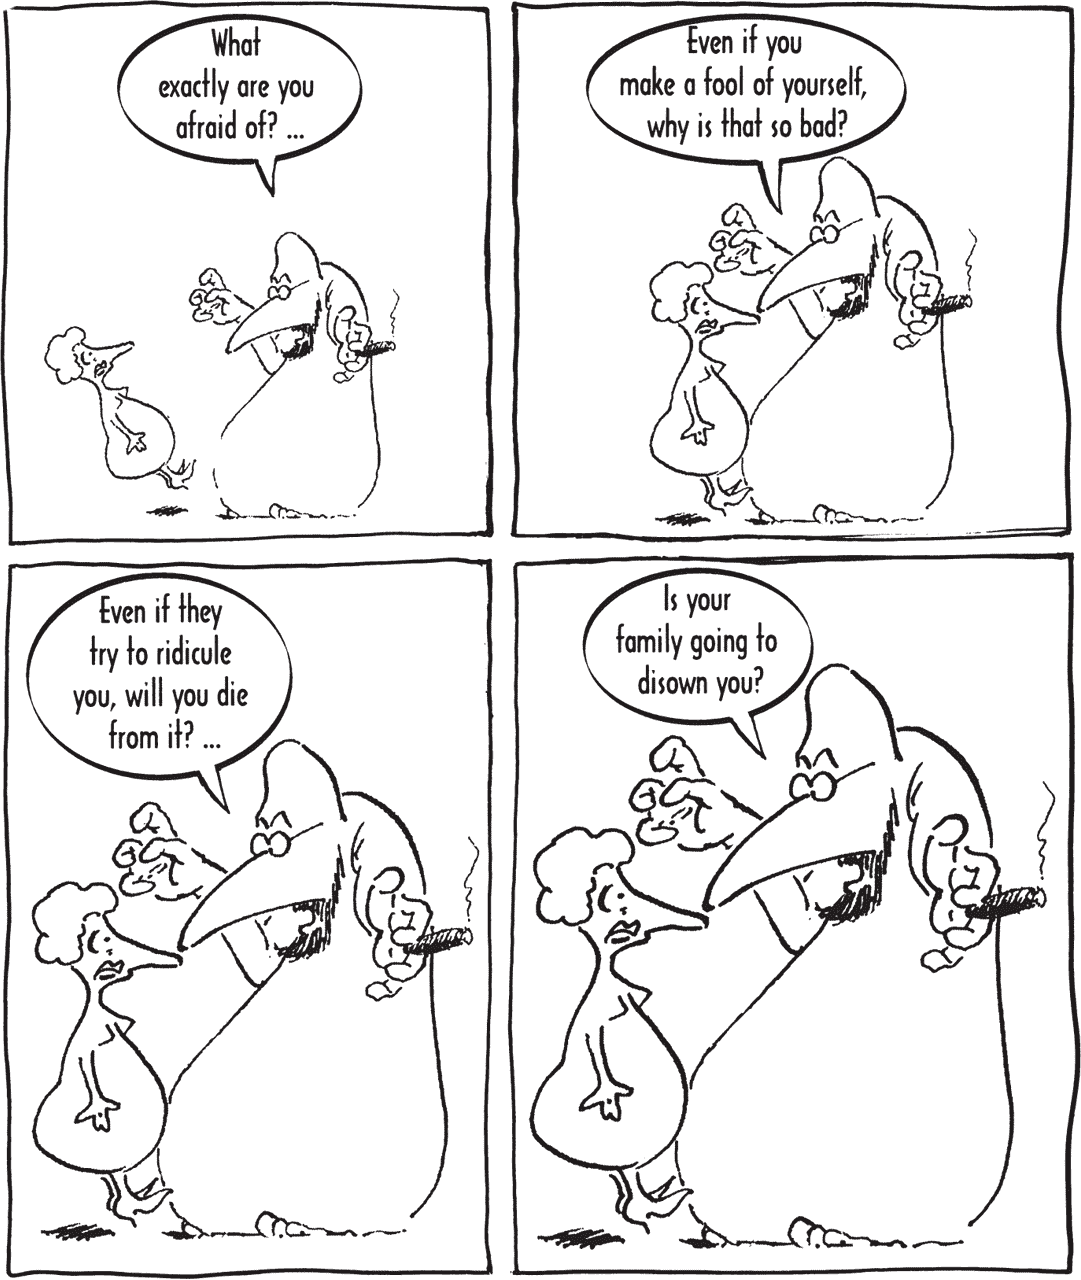 What
exactly are you
afraid of? ...
Even if you
make a fool of yourself,
why is that so bad?
Even if they
try to ridicule
you, will you die
from it? ...
Is your
family going to
disown you?